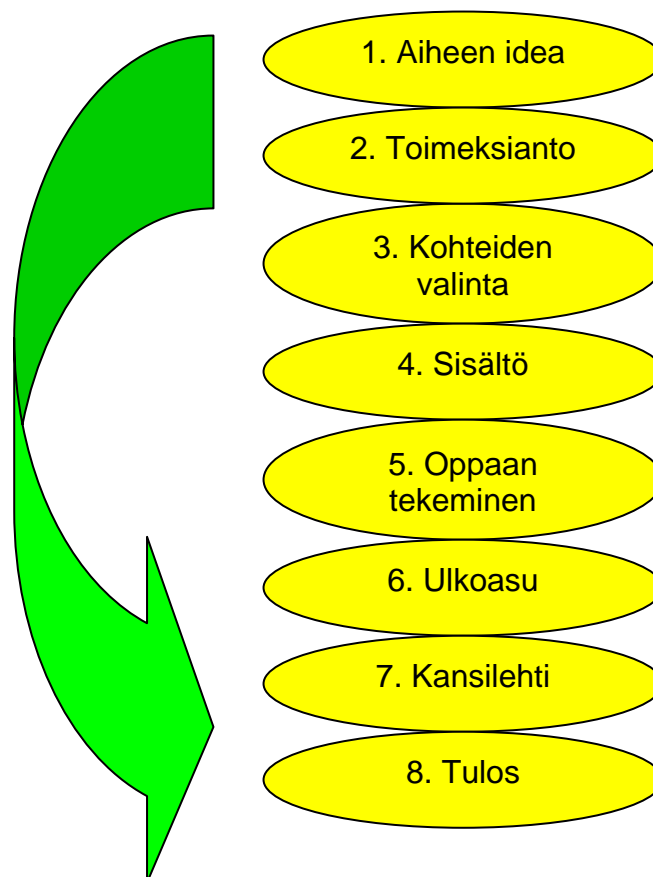 1. Aiheen idea
2. Toimeksianto
3. Kohteiden
valinta
4. Sisältö
5. Oppaan
tekeminen
6. Ulkoasu
7. Kansilehti
8. Tulos